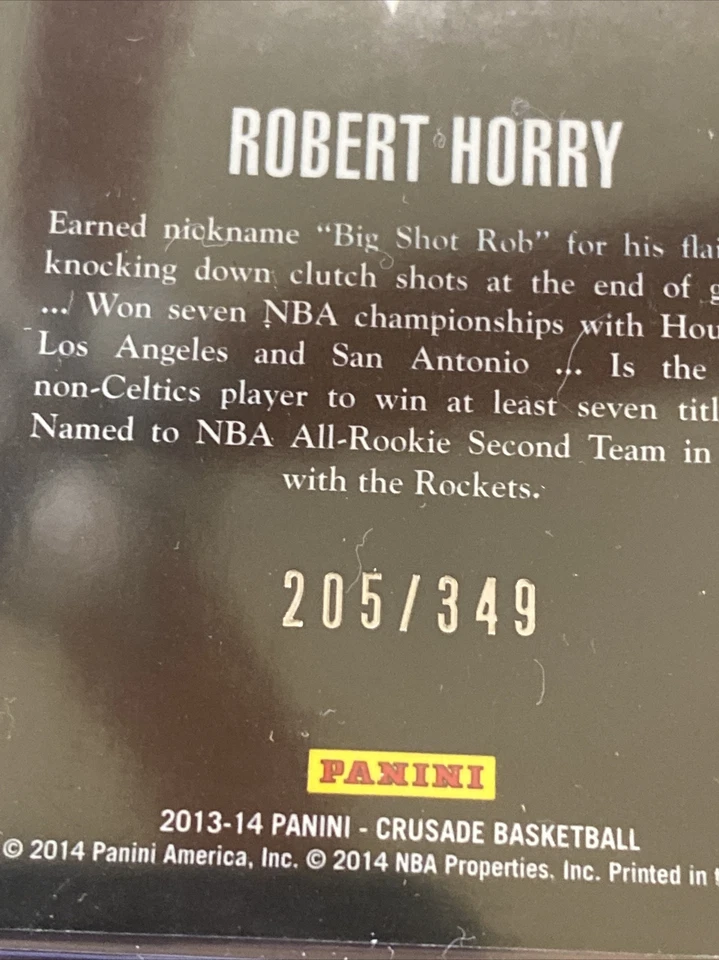 ROBERT HORRY
Earned nickname “Big Shot Rob” for his
knocking down clutch shots at the end of
... Won seven NBA championships with
Los Angeles and San Antonio ... Is the
non-Celtics player to win at least seven
Named to NBA All-Rookie Second Team in
with the Rockets.
205/349
PANINI
2013-14 PANINI - CRUSADE BASKETBALL
© 2014 Panini America, Inc. © 2014 NBA Properties, Inc. Printed in